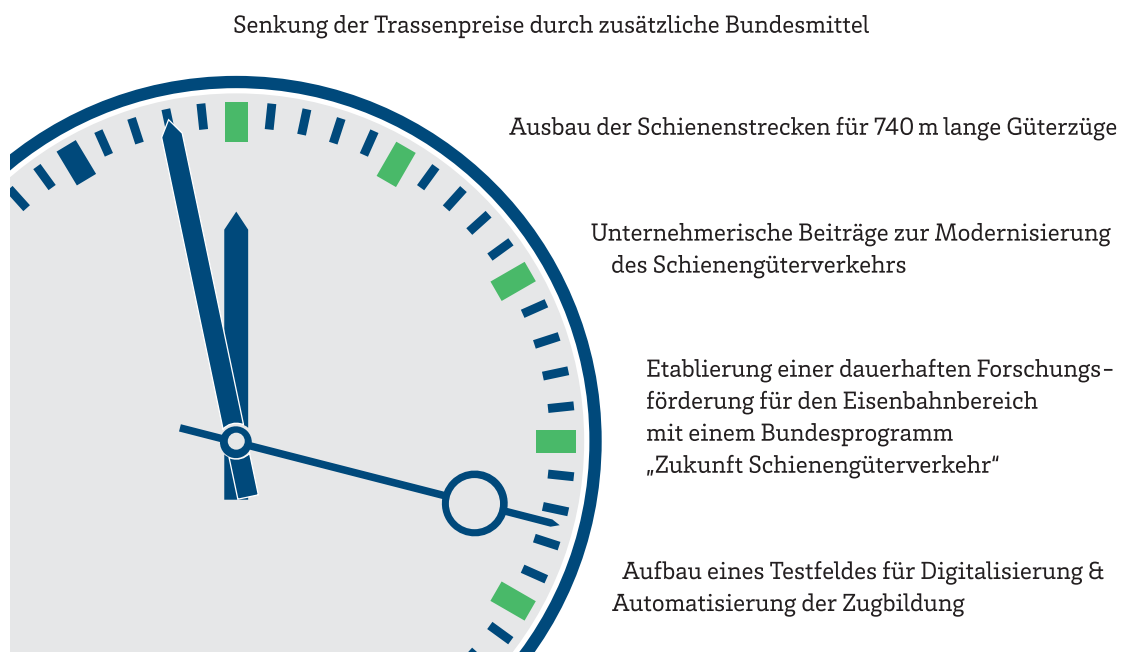 Senkung der Trassenpreise durch zusätzliche Bundesmittel
Ausbau der Schienenstrecken für 740 m lange Güterzüge
Unternehmerische Beiträge zur Modernisierung
des Schienengüterverkehrs
Etablierung einer dauerhaften Forschungs-
förderung für den Eisenbahnbereich
mit einem Bundesprogramm
„Zukunft Schienengüterverkehr“
Aufbau eines Testfeldes für Digitalisierung &
Automatisierung der Zugbildung